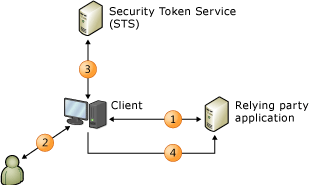 Security Token Service
(STS)
3
Client
Relying party
application
1
2
4